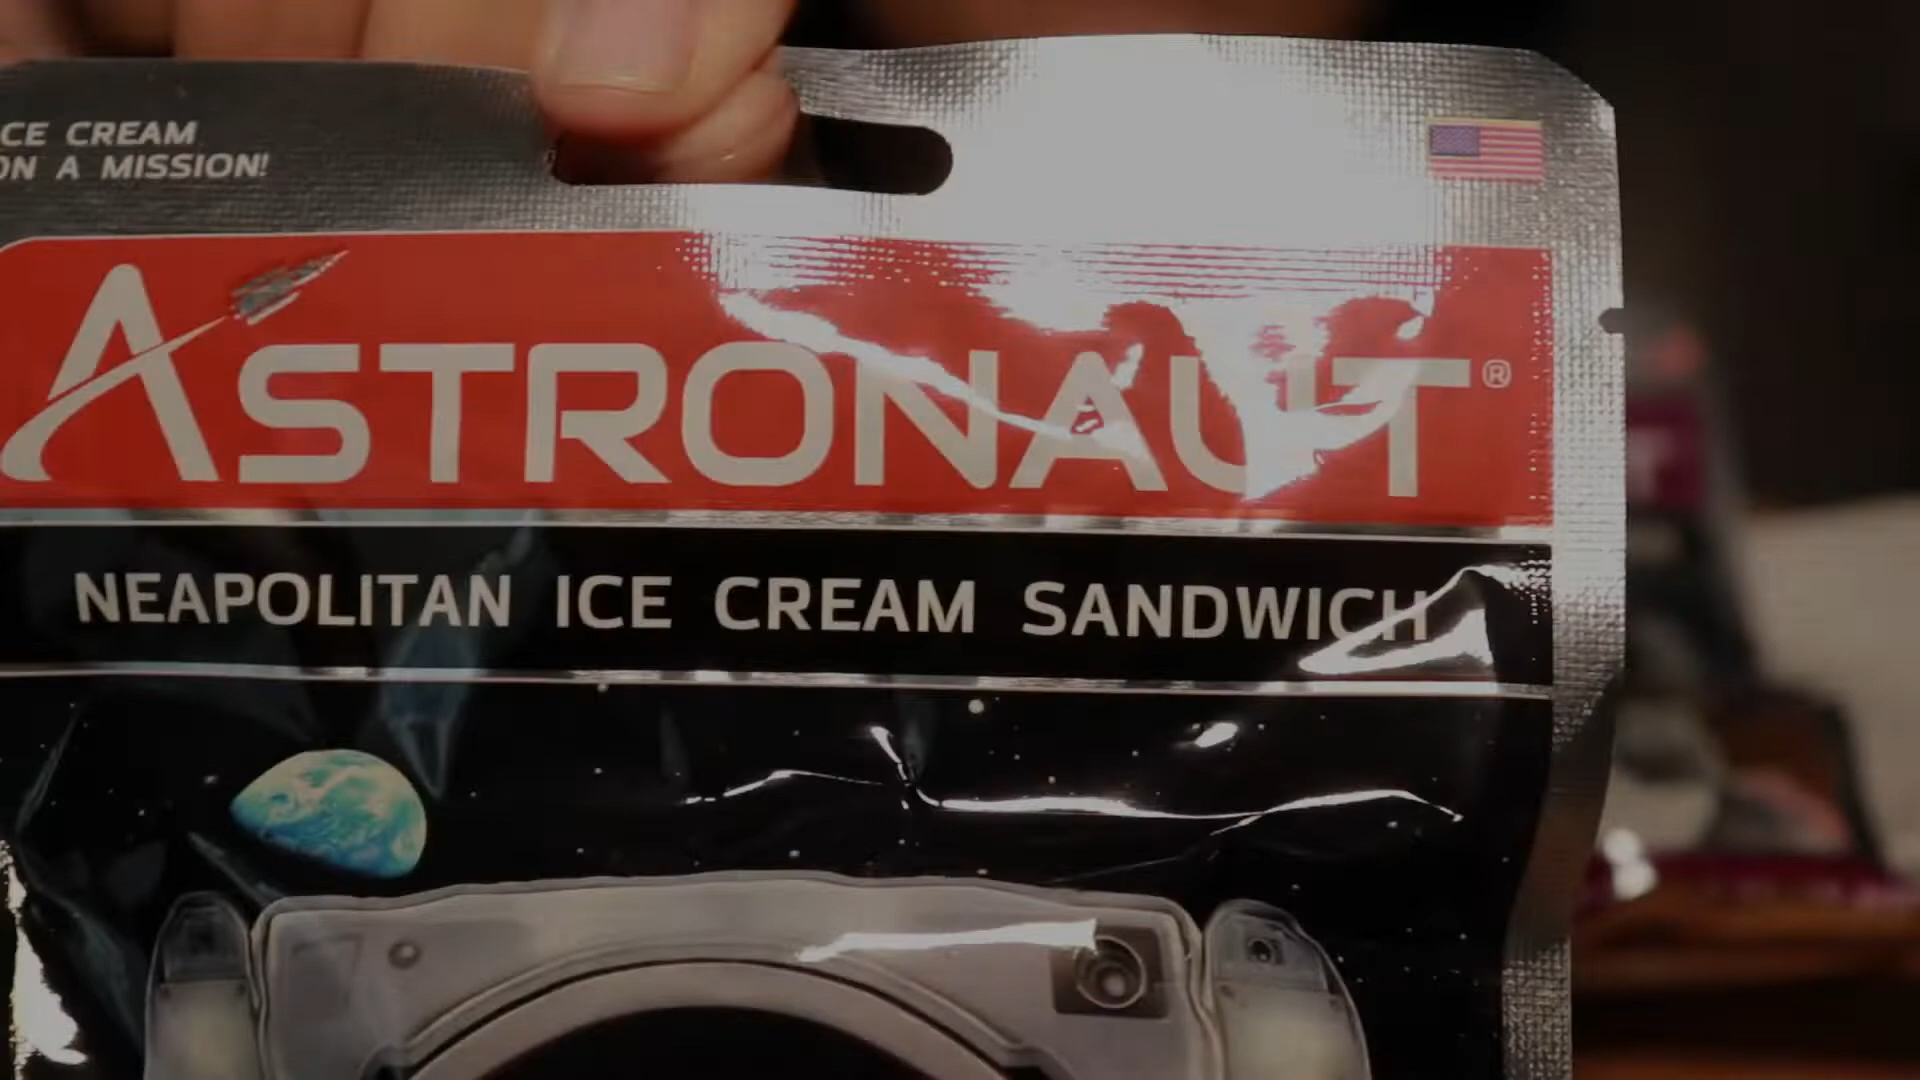 CE CREAM
ON A MISSION!
ASTRONAUT®
NEAPOLITAN ICE CREAM SANDWICH